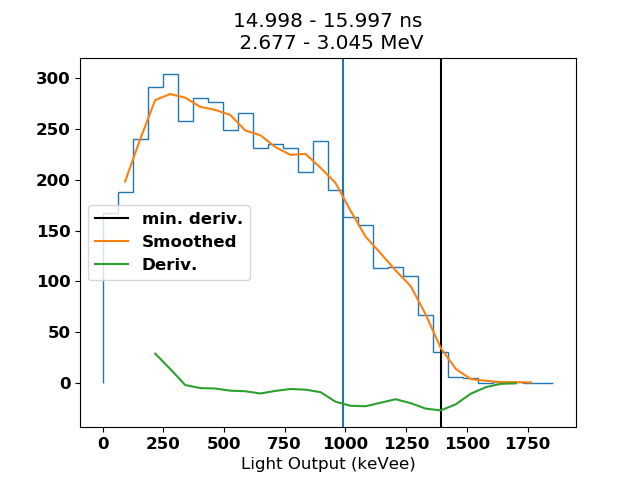 14.998 - 15.997 ns
2.677 - 3.045 MeV
300
250
200
150
100
50
0
min. deriv.
Smoothed
Deriv.
0 250 500 750 1000 1250 1500 1750
Light Output (keVee)